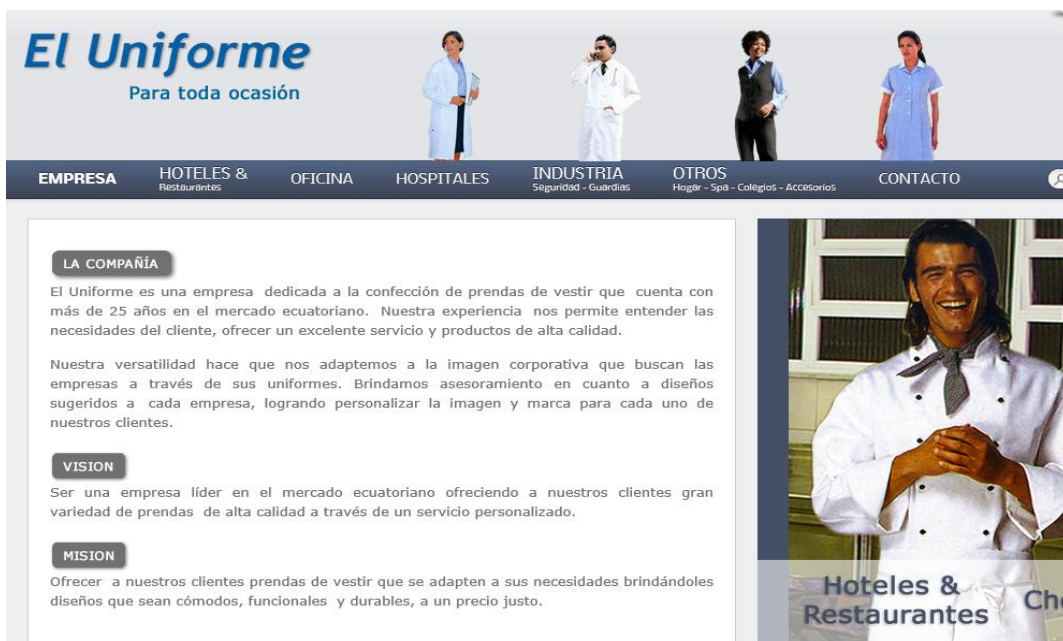 El Uniforme
Para toda ocasión
EMPRESA
HOTELES &
Restaurantes
OFICINA
HOSPITALES
INDUSTRIA
Seguridad - Guardias
OTROS
Hogar - Spa - Colegios - Accesorios
CONTACTO
LA COMPAÑÍA
El Uniforme es una empresa dedicada a la confección de prendas de vestir que cuenta con
más de 25 años en el mercado ecuatoriano. Nuestra experiencia nos permite entender las
necesidades del cliente, ofrecer un excelente servicio y productos de alta calidad.
Nuestra versatilidad hace que nos adaptemos a la imagen corporativa que buscan las
empresas a través de sus uniformes. Brindamos asesoramiento en cuanto a diseños
sugeridos a cada empresa, logrando personalizar la imagen y marca para cada uno de
nuestros clientes.
VISION
Ser una empresa líder en el mercado ecuatoriano ofreciendo a nuestros clientes gran
variedad de prendas de alta calidad a través de un servicio personalizado.
MISION
Ofrecer a nuestros clientes prendas de vestir que se adapten a sus necesidades brindándoles
diseños que sean cómodos, funcionales y durables, a un precio justo.
Hoteles &
Restaurantes